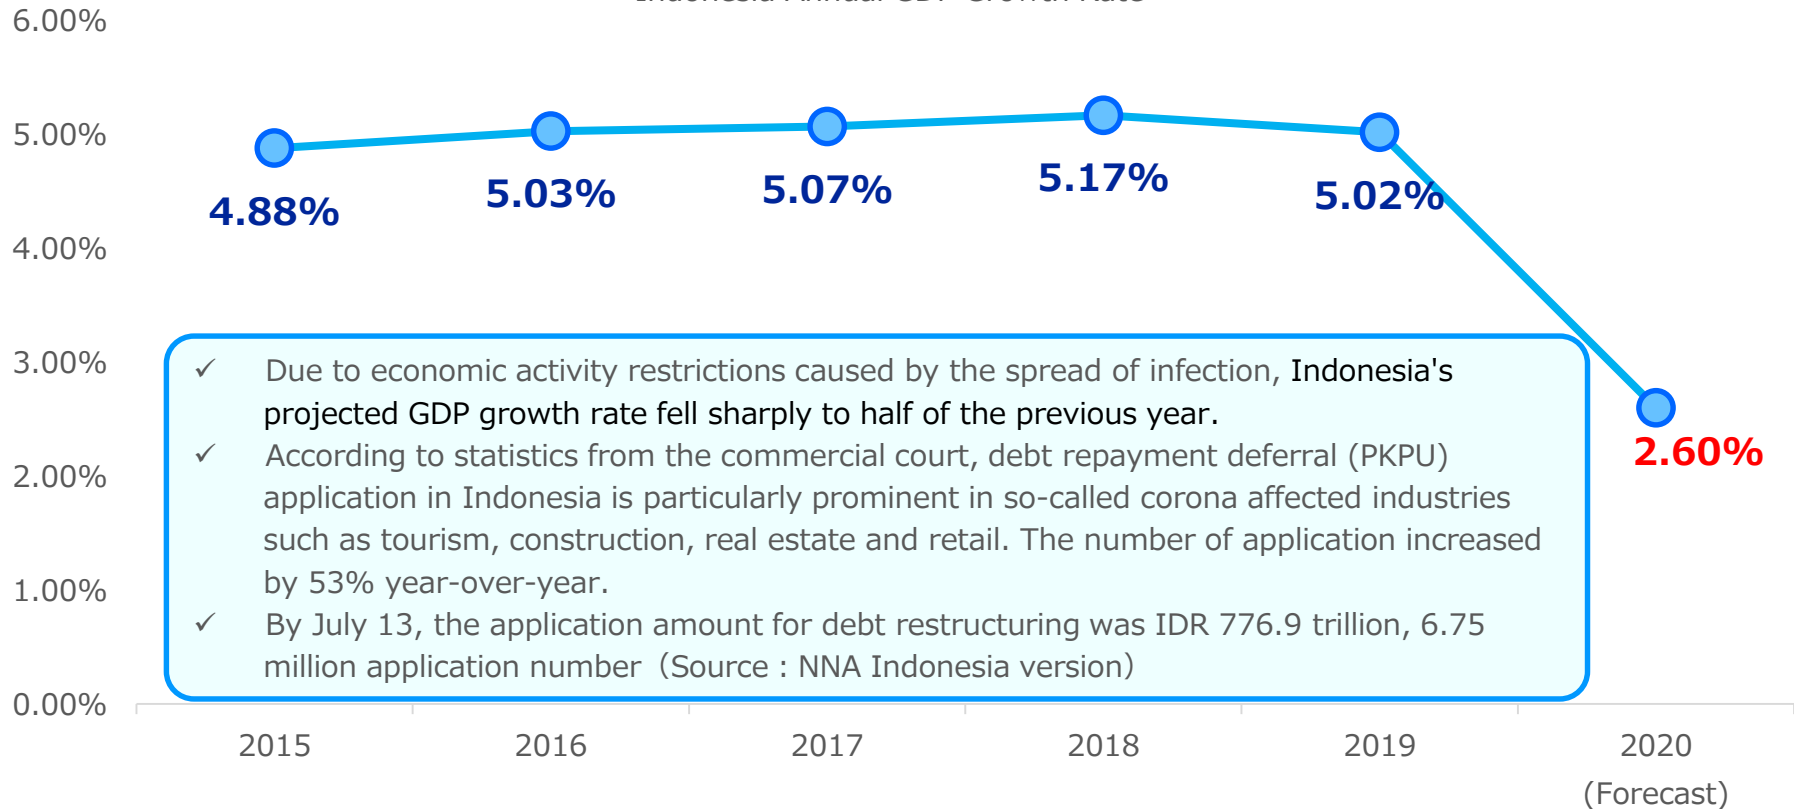 Indonesia Annual GDP Growth Rate
6.00%
5.00%
4.00%
3.00%
2.00%
1.00%
0.00%
4.88%
5.03%
5.07%
5.17%
5.02%
2.60%
✓ Due to economic activity restrictions caused by the spread of infection, Indonesia's
projected GDP growth rate fell sharply to half of the previous year.
✓ According to statistics from the commercial court, debt repayment deferral (PKPU)
application in Indonesia is particularly prominent in so-called corona affected industries
such as tourism, construction, real estate and retail. The number of application increased
by 53% year-over-year.
✓ By July 13, the application amount for debt restructuring was IDR 776.9 trillion, 6.75
million application number（Source : NNA Indonesia version）
2015
2016
2017
2018
2019
2020
(Forecast)